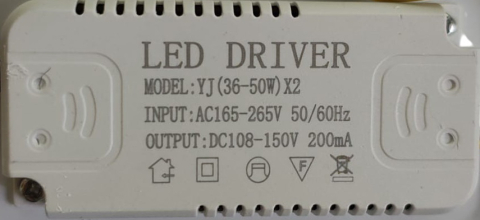 LED DRIVER
MODEL:YJ(36-50W)X2
INPUT:AC165-265V 50/60Hz
OUTPUT:DC108-150V 200mA
F